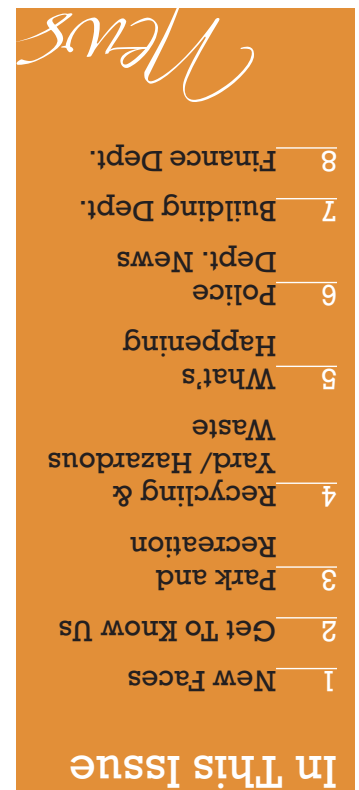 In This Issue
1 New Faces
2 Get To Know Us
3 Park and
Recreation
4 Recycling &
Yard/ Hazardous
Waste
5 What's
Happening
6 Police
Dept. News
7 Building Dept.
8 Finance Dept.
News